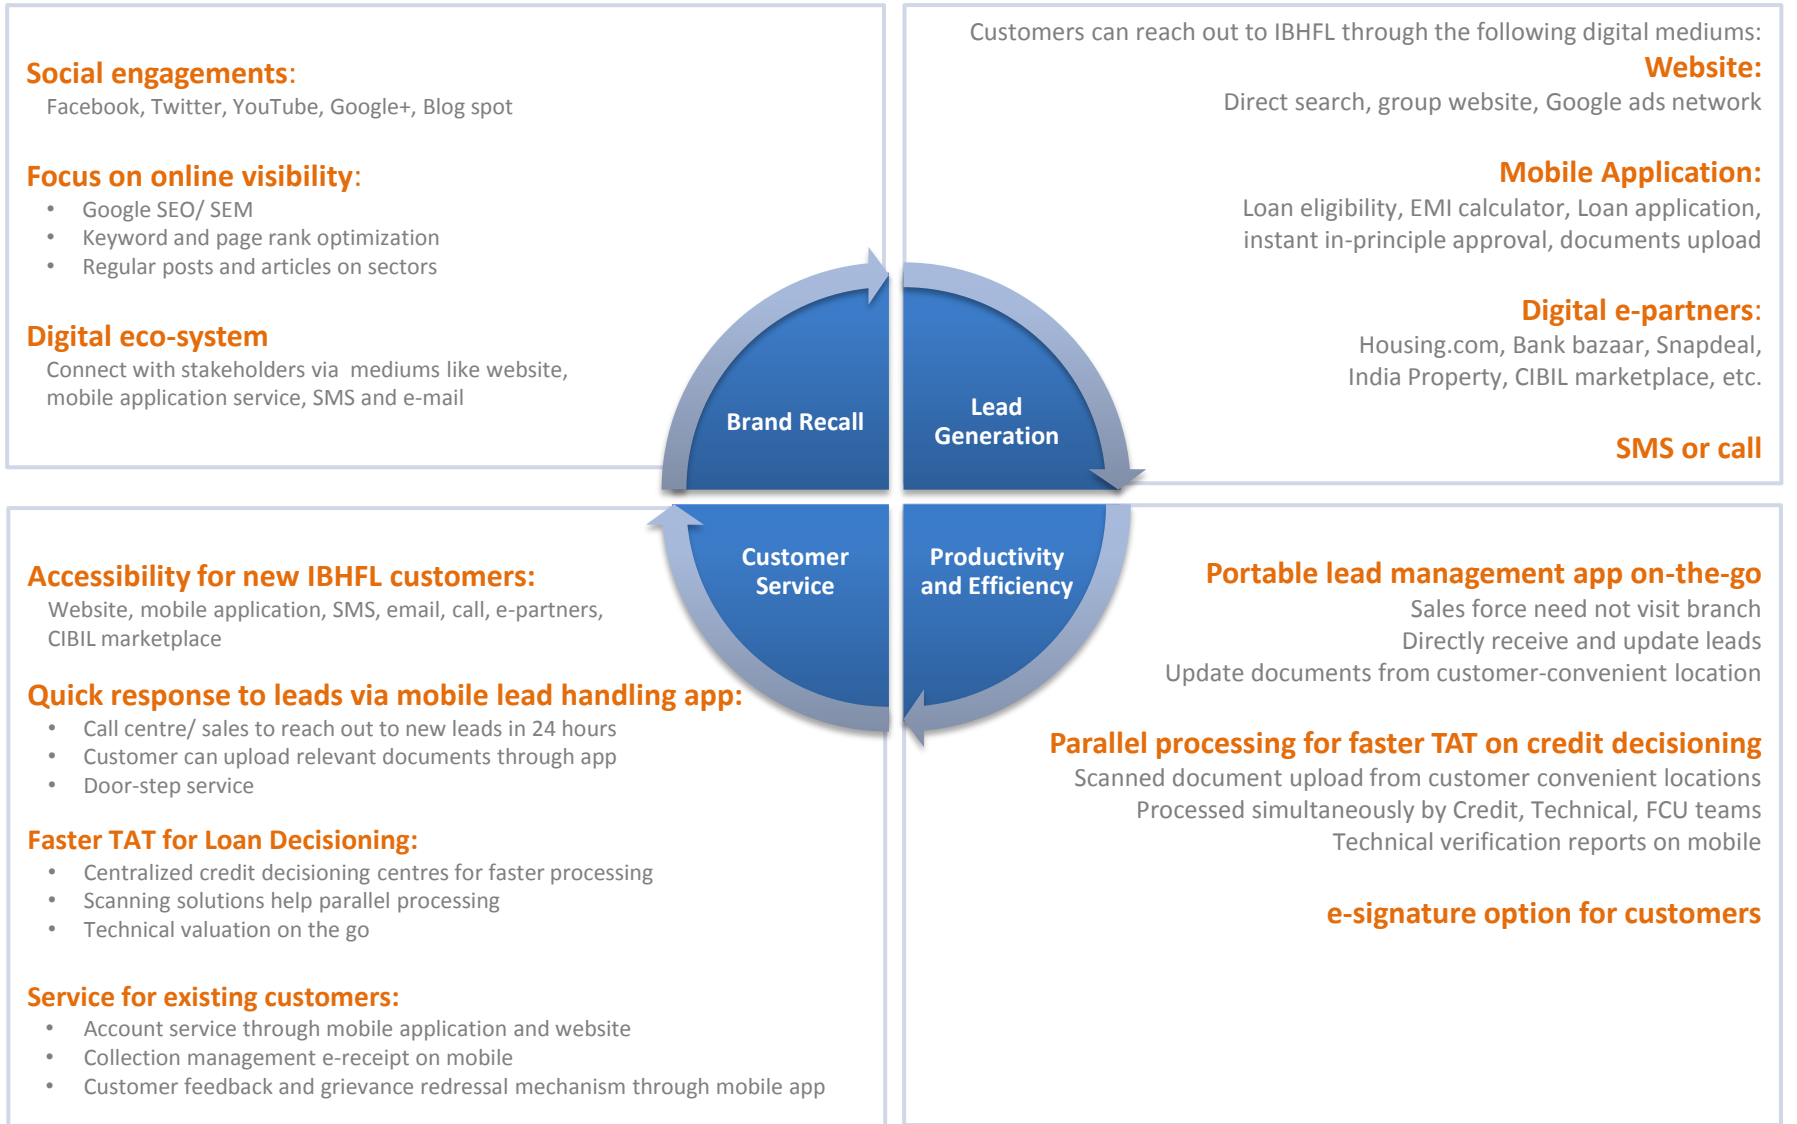 Social engagements:
Facebook, Twitter, YouTube, Google+, Blog spot
Focus on online visibility:
• Google SEO/ SEM
• Keyword and page rank optimization
• Regular posts and articles on sectors
Digital eco-system
Connect with stakeholders via mediums like website,
mobile application service, SMS and e-mail
Brand Recall
Customers can reach out to IBHFL through the following digital mediums:
Website:
Direct search, group website, Google ads network
Mobile Application:
Loan eligibility, EMI calculator, Loan application,
instant in-principle approval, documents upload
Digital e-partners:
Housing.com, Bank bazaar, Snapdeal,
India Property, CIBIL marketplace, etc.
SMS or call
Lead
Generation
Accessibility for new IBHFL customers:
Website, mobile application, SMS, email, call, e-partners,
CIBIL marketplace
Quick response to leads via mobile lead handling app:
• Call centre/ sales to reach out to new leads in 24 hours
• Customer can upload relevant documents through app
• Door-step service
Faster TAT for Loan Decisioning:
• Centralized credit decisioning centres for faster processing
• Scanning solutions help parallel processing
• Technical valuation on the go
Service for existing customers:
• Account service through mobile application and website
• Collection management e-receipt on mobile
• Customer feedback and grievance redressal mechanism through mobile app
Customer
Service
Productivity
and Efficiency
Portable lead management app on-the-go
Sales force need not visit branch
Directly receive and update leads
Update documents from customer-convenient location
Parallel processing for faster TAT on credit decisioning
Scanned document upload from customer convenient locations
Processed simultaneously by Credit, Technical, FCU teams
Technical verification reports on mobile
e-signature option for customers